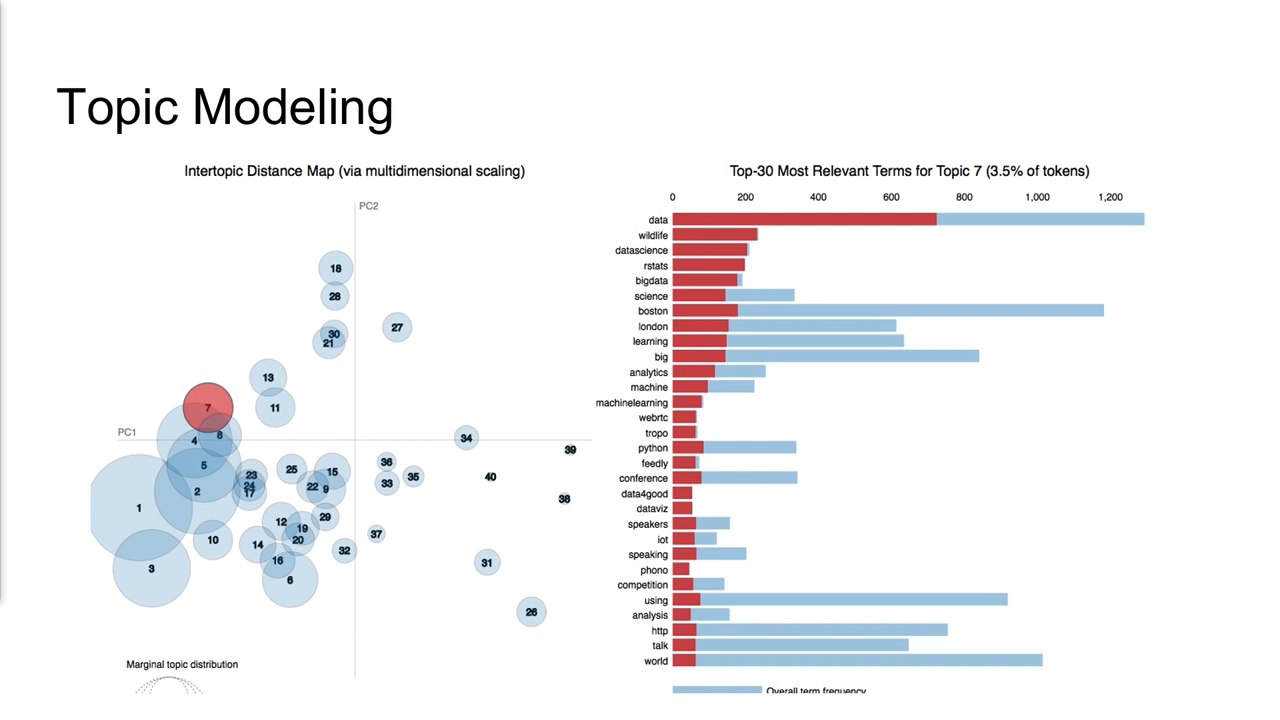 Topic Modeling
Intertopic Distance Map (via multidimensional scaling)
PC2
PC1
18
28
30
21
27
13
11
7
8
4
5
2
1
3
10
23
24
17
25
15
22
9
12
19
20
29
14
16
6
32
37
36
33
35
34
39
40
38
31
26
Marginal topic distribution
Top-30 Most Relevant Terms for Topic 7 (3.5% of tokens)
0 200 400 600 800 1,000 1,200
data
wildlife
datascience
rstats
bigdata
science
boston
london
learning
big
analytics
machine
machinelearning
webrtc
tropo
python
feedly
conference
data4good
dataviz
speakers
iot
speaking
phono
competition
using
analysis
http
talk
world
Overall term frequency